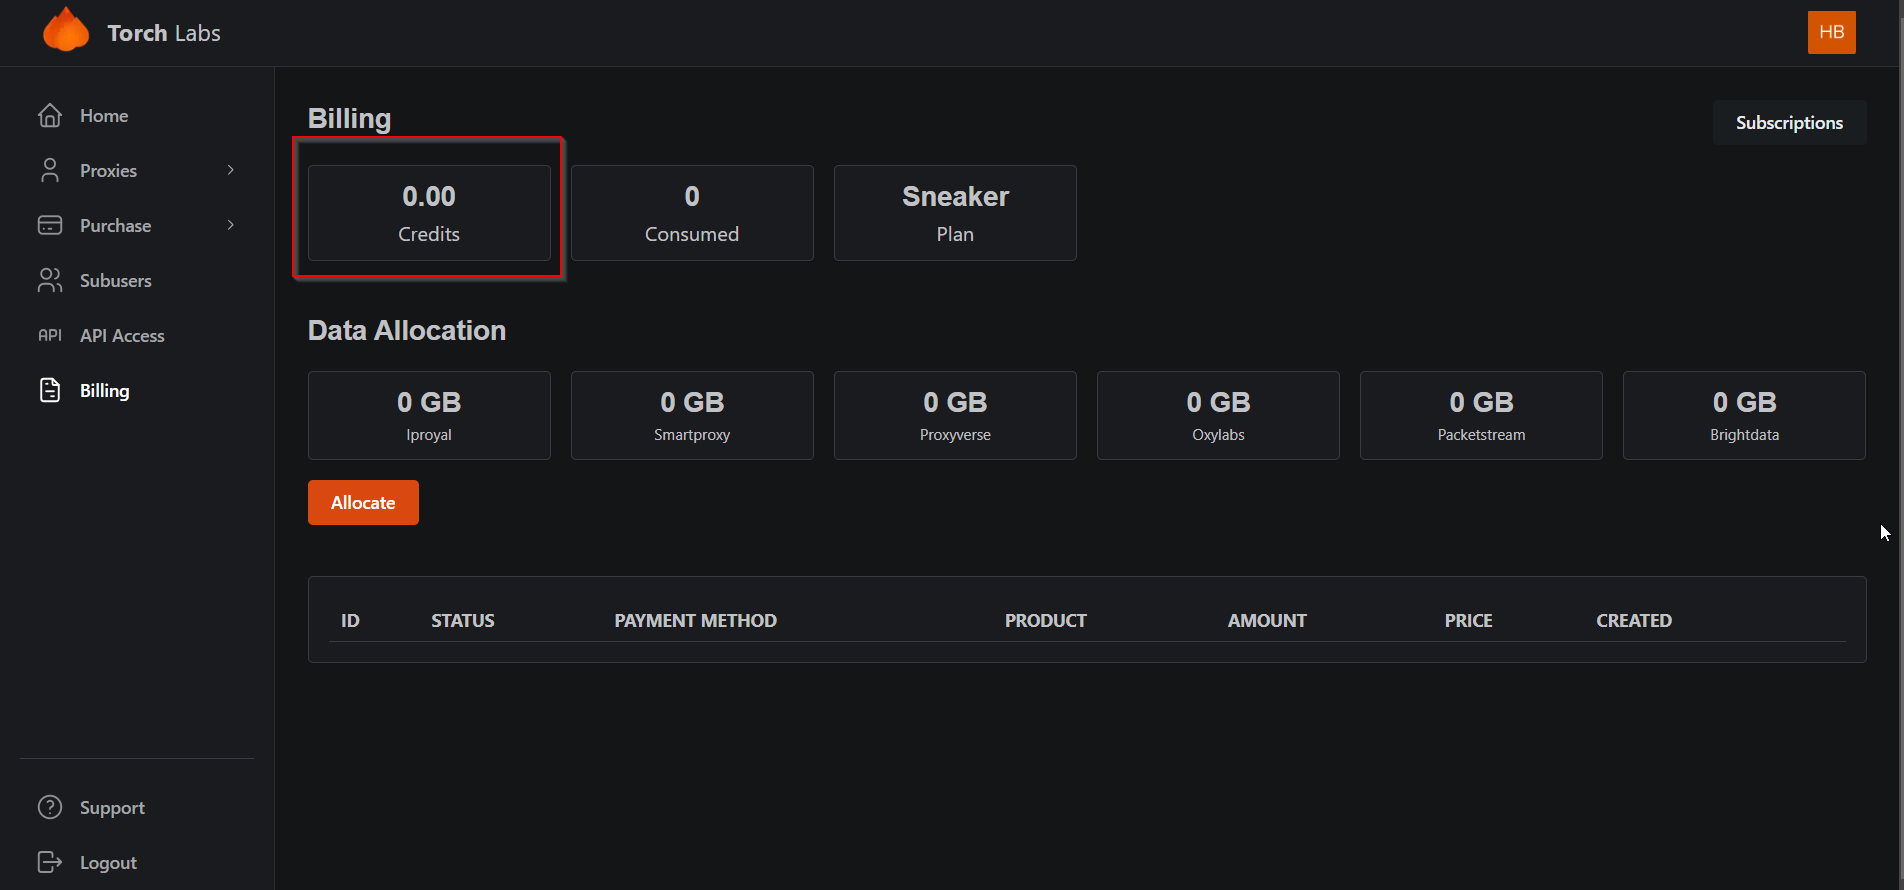 Torch Labs
HB
Home
Proxies
Purchase
Subusers
API API Access
Billing
Support
Logout
Billing
Subscriptions
0.00
Credits
0
Consumed
Sneaker
Plan
Data Allocation
0 GB
Iproyal
0 GB
Smartproxy
0 GB
Proxyverse
0 GB
Oxylabs
0 GB
Packetstream
0 GB
Brightdata
Allocate
ID STATUS PAYMENT METHOD PRODUCT AMOUNT PRICE CREATED